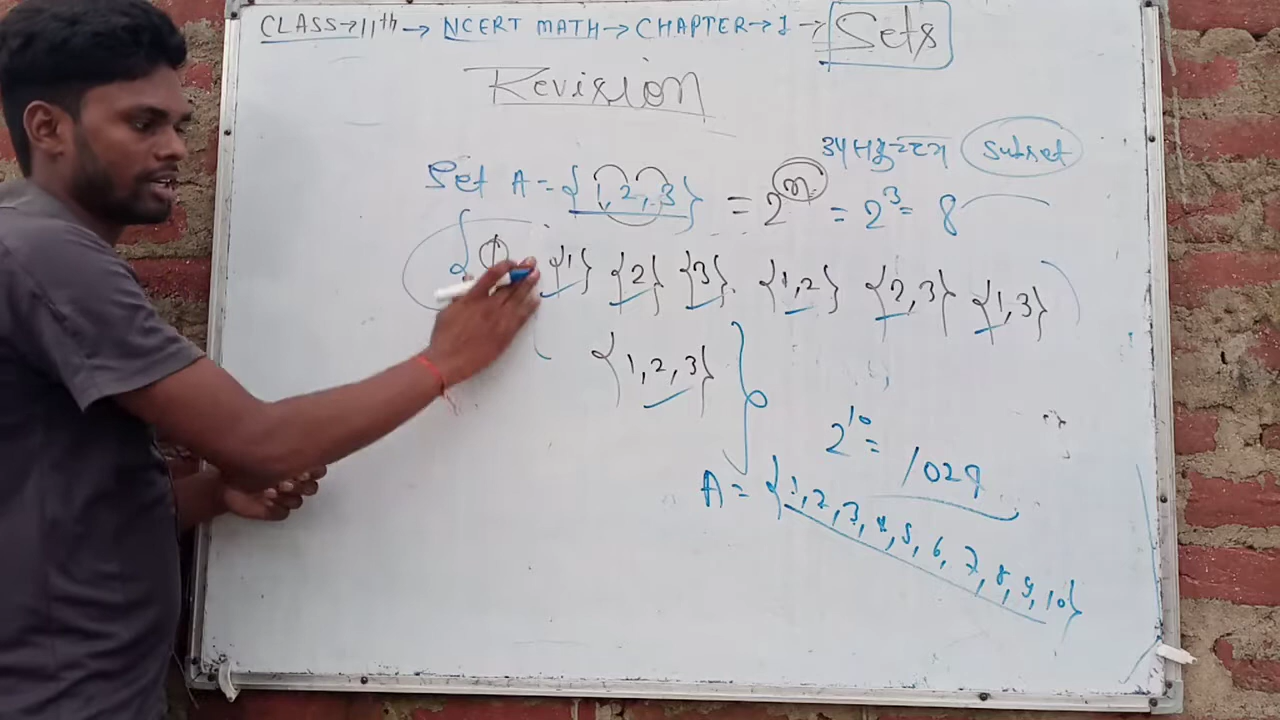 CLASS→11th → NCERT MATH → CHAPTER → 1 → Sets
Revision
उपसमुच्चय Subset
Set A = {1, 2, 3} = 2^n = 2^3 = 8
{ϕ, {1} {2} {3}, {1,2} {2,3} {1,3}
{1, 2, 3}}
2^10 = 1024
A = {1, 2, 3, 4, 5, 6, 7, 8, 9, 10}